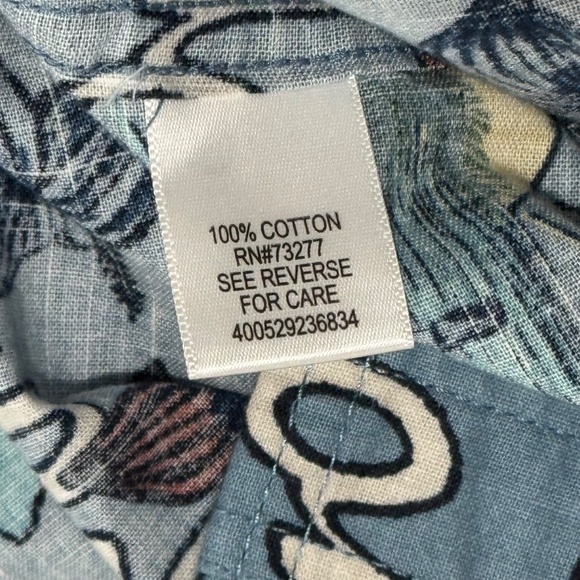 100% COTTON
RN#73277
SEE REVERSE
FOR CARE
400529236834